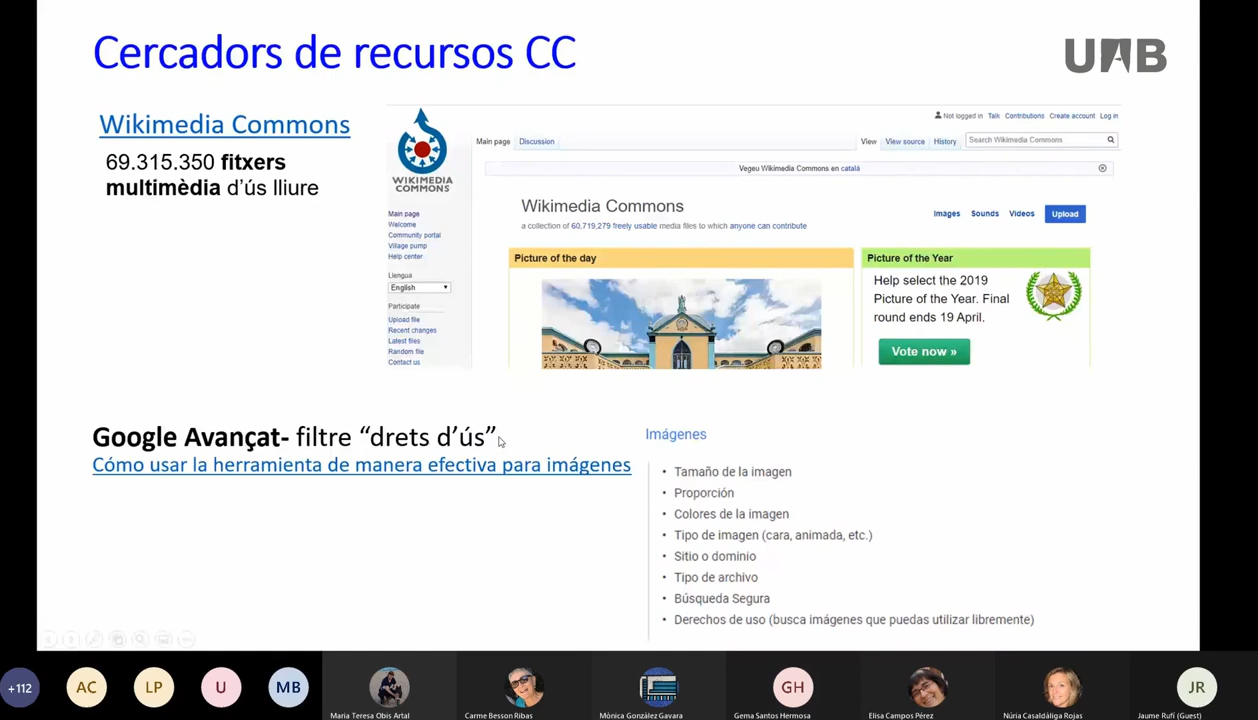 Cercadors de recursos CC
UAB
Wikimedia Commons
69.315.350 fitxers
multimèdia d'ús lliure
WIKIMEDIA
COMMONS
Not logged in Talk Contributions Create account Log in
Main page Discussion
View View source History Search Wikimedia Commons
Vegeu Wikimedia Commons en català
Main page
Welcome
Community portal
Village pump
Help center
Llengua
English
Participate
Upload file
Recent changes
Latest files
Random file
Contact us
Wikimedia Commons
a collection of 60,719,279 freely usable media files to which anyone can contribute
Images Sounds Videos Upload
Picture of the day
Picture of the Year
Help select the 2019
Picture of the Year. Final
round ends 19 April.
Vote now »
Google Avançat- filtre “drets d’ús”
Cómo usar la herramienta de manera efectiva para imágenes
Imágenes
• Tamaño de la imagen
• Proporción
• Colores de la imagen
• Tipo de imagen (cara, animada, etc.)
• Sitio o dominio
• Tipo de archivo
• Búsqueda Segura
• Derechos de uso (busca imágenes que puedas utilizar libremente)
+112 AC LP U MB GH JR
Maria Teresa Obis Artal
Carme Besson Ribas
Mònica González Gavara
Gema Santos Hermosa
Elisa Campos Pérez
Núria Casaldáliga Rojas
Jaume Rufí (Guest)